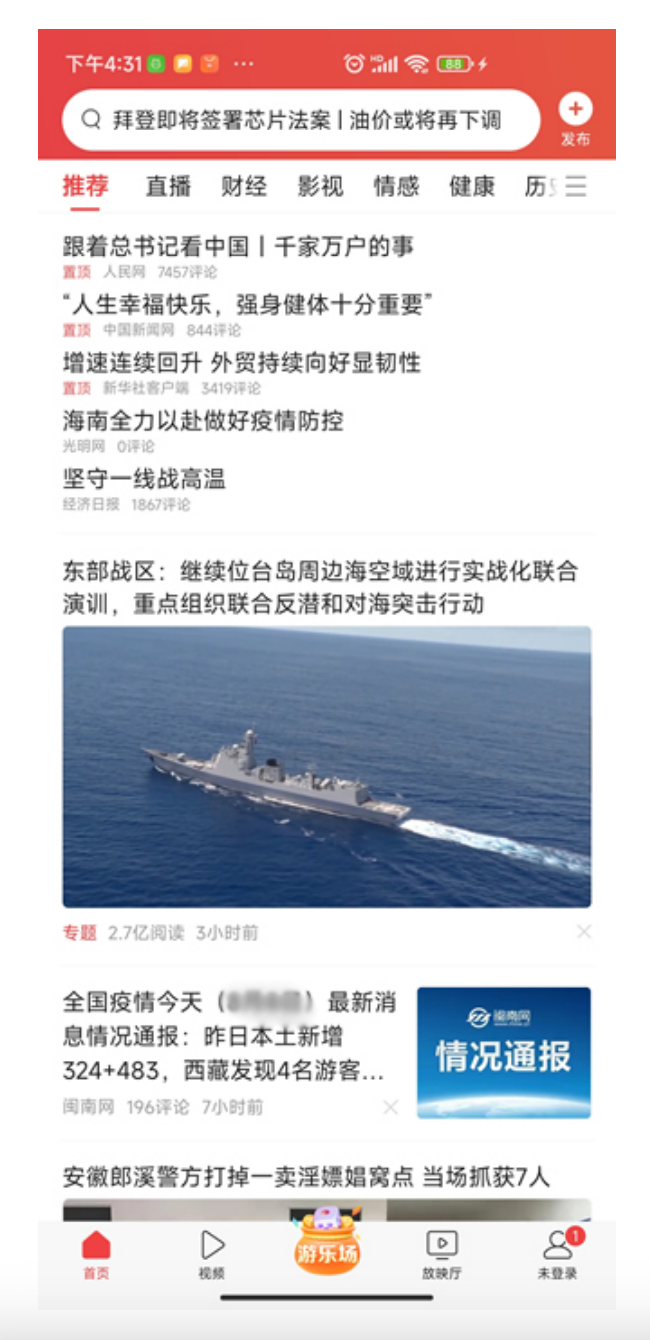 下午4:31
88
拜登即将签署芯片法案 | 油价或将再下调
发布
推荐 直播 财经 影视 情感 健康 历
跟着总书记看中国丨千家万户的事
置顶 人民网 7457评论
“人生幸福快乐，强身健体十分重要”
置顶 中国新闻网 844评论
增速连续回升 外贸持续向好显韧性
置顶 新华社客户端 3419评论
海南全力以赴做好疫情防控
光明网 0评论
坚守一线战高温
经济日报 1867评论
东部战区：继续位台岛周边海空域进行实战化联合
演训，重点组织联合反潜和对海突击行动
专题 2.7亿阅读 3小时前
全国疫情今天（ ）最新消
息情况通报：昨日本土新增
324+483，西藏发现4名游客...
闽南网
情况通报
闽南网 196评论 7小时前
安徽郎溪警方打掉一卖淫嫖娼窝点 当场抓获7人
游乐场
1
首页 视频 放映厅 未登录